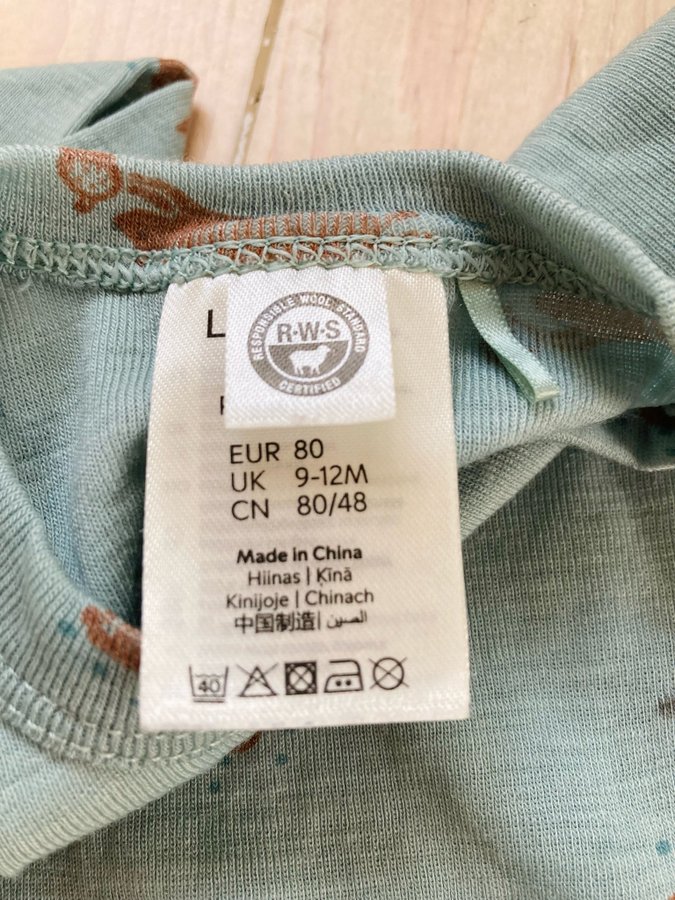 RESPONSIBLE WOOL STANDARD
R·W·S
CERTIFIED
EUR 80
UK 9-12M
CN 80/48
Made in China
Hiinas | Ķīnā
Kinijoje | Chinach
中国制造 | الصين
40